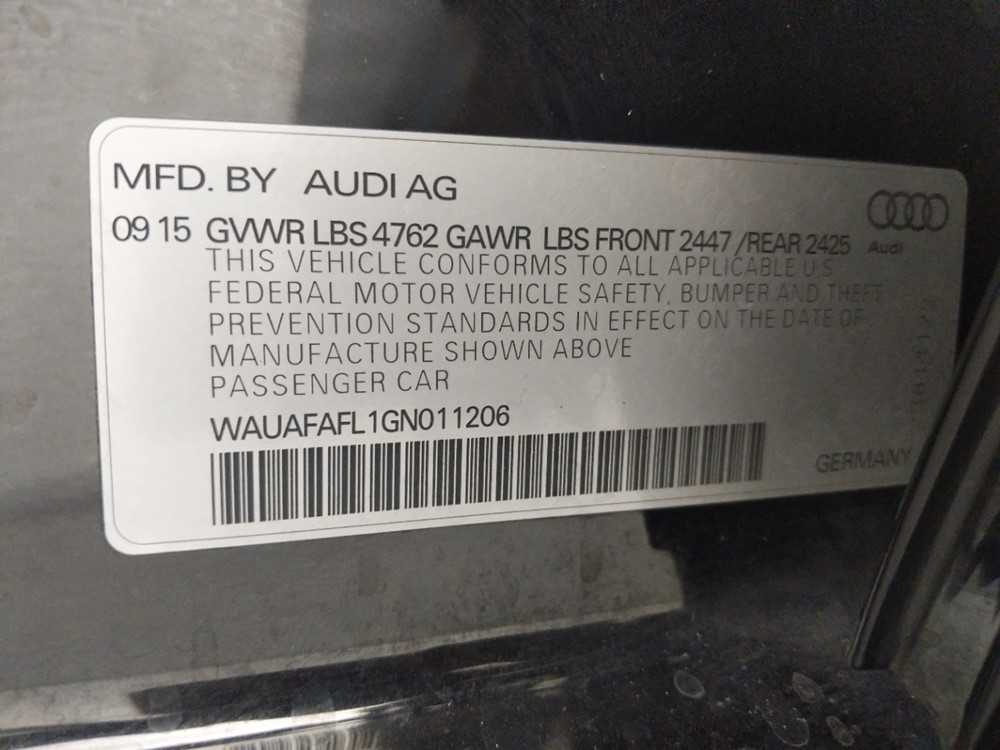 MFD. BY AUDI AG
09 15 GVWR LBS 4762 GAWR LBS FRONT 2447 /REAR 2425
Audi
THIS VEHICLE CONFORMS TO ALL APPLICABLE U.S.
FEDERAL MOTOR VEHICLE SAFETY, BUMPER AND THEFT
PREVENTION STANDARDS IN EFFECT ON THE DATE OF
MANUFACTURE SHOWN ABOVE
PASSENGER CAR
WAUAFAFL1GN011206
GERMANY